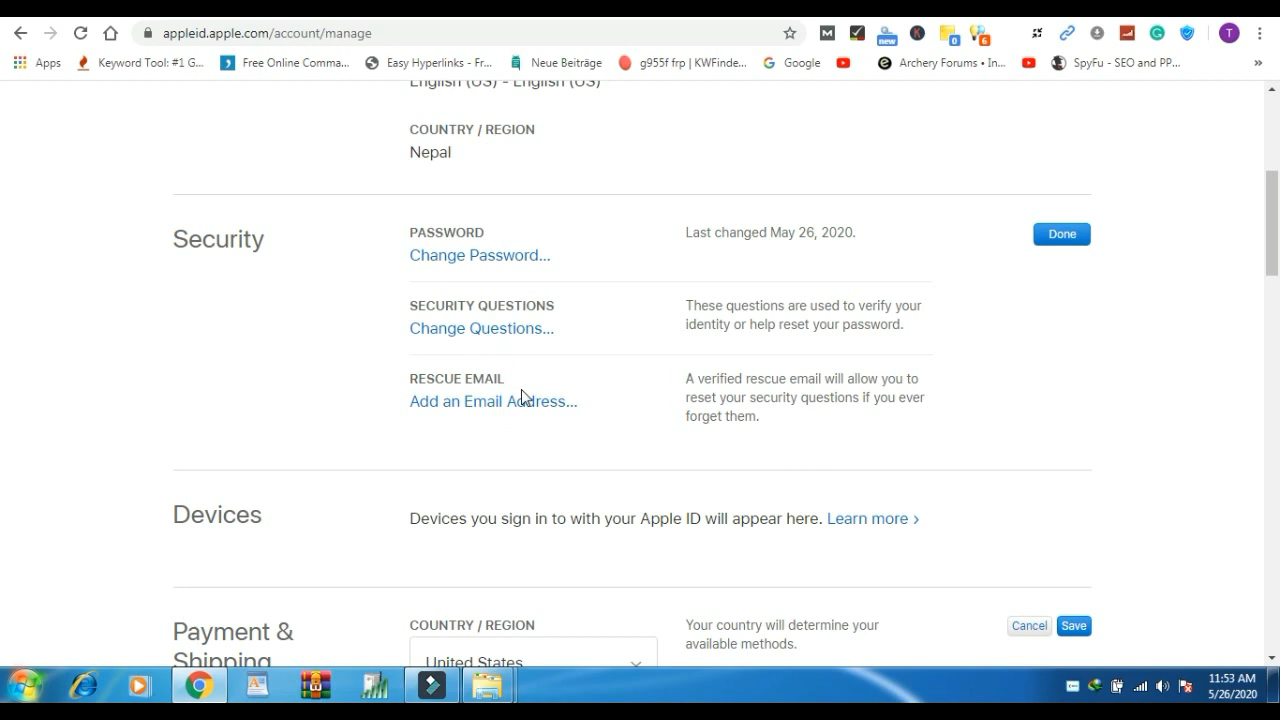 appleid.apple.com/account/manage
M
new
K
0
6
T
Apps
Keyword Tool: #1 G...
Free Online Comma...
Easy Hyperlinks - Fr...
Neue Beiträge
g955f frp | KWFinde...
Google
Archery Forums • In...
SpyFu - SEO and PP...
»
English (US) - English (US)
COUNTRY / REGION
Nepal
Security
PASSWORD
Last changed May 26, 2020.
Done
Change Password...
SECURITY QUESTIONS
These questions are used to verify your
identity or help reset your password.
Change Questions...
RESCUE EMAIL
A verified rescue email will allow you to
reset your security questions if you ever
forget them.
Add an Email Address...
Devices
Devices you sign in to with your Apple ID will appear here. Learn more ›
Payment &
Shipping
COUNTRY / REGION
United States
Your country will determine your
available methods.
Cancel
Save
11:53 AM
5/26/2020